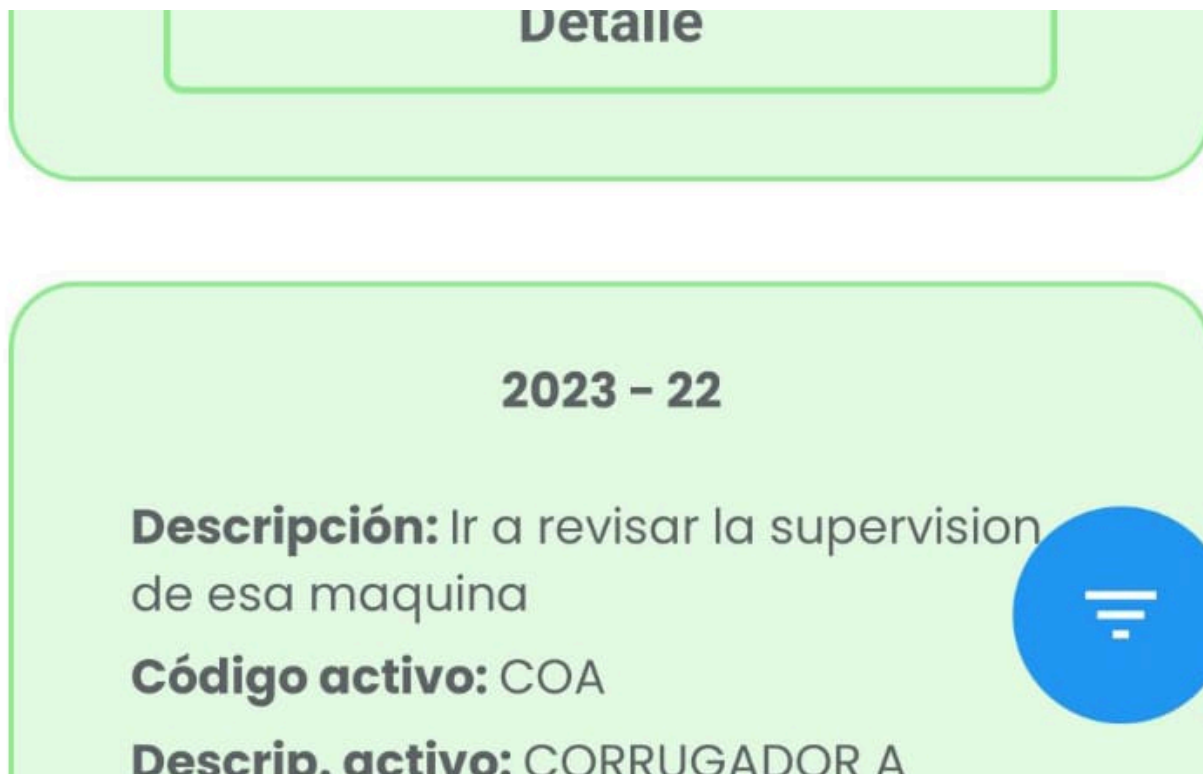 Detalle
2023 - 22
Descripción: Ir a revisar la supervision
de esa maquina
Código activo: COA
Descrip. activo: CORRUGADOR A